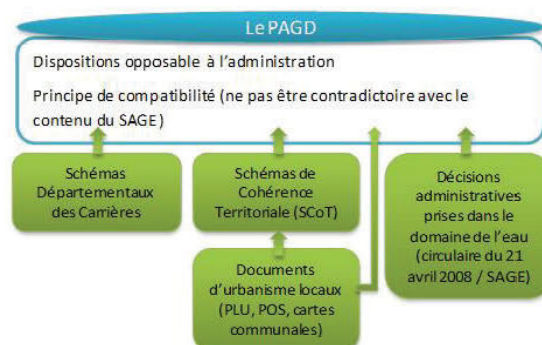 Le PAGD
Dispositions opposable à l'administration
Principe de compatibilité (ne pas être contradictoire avec le
contenu du SAGE)
Schémas
Départementaux
des Carrières
Schémas de
Cohérence
Territoriale (SCoT)
Décisions
administratives
prises dans le
domaine de l'eau
(circulaire du 21
avril 2008 / SAGE)
Documents
d'urbanisme locaux
(PLU, POS, cartes
communales)